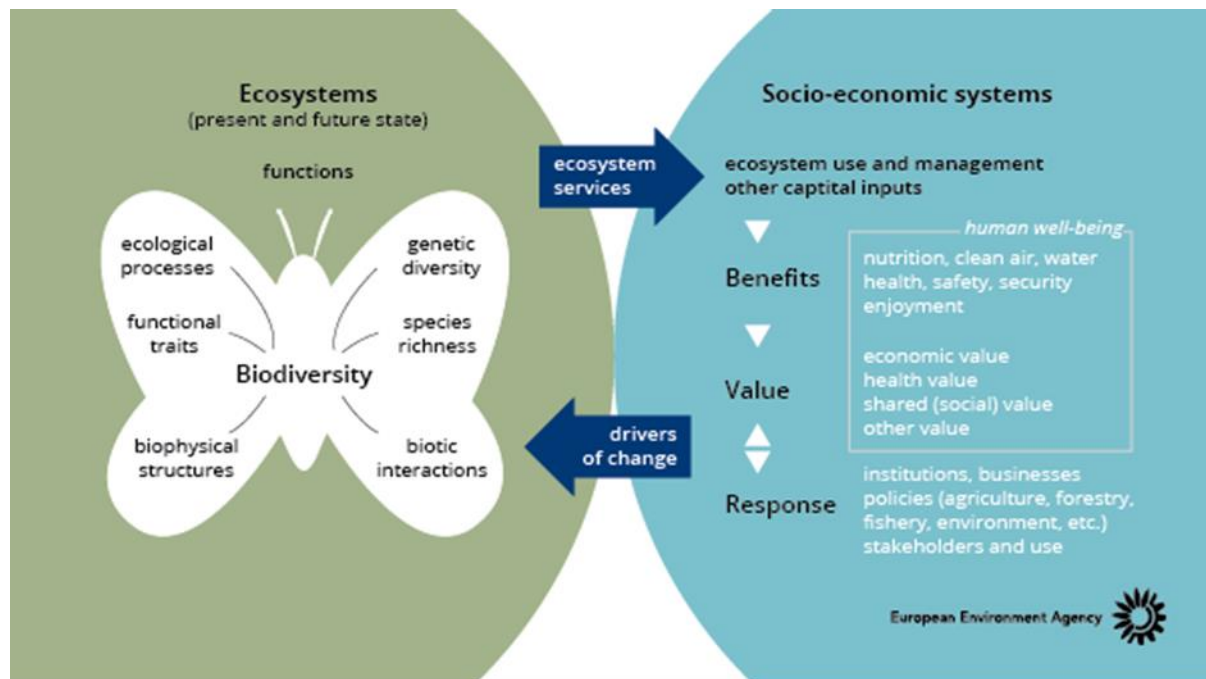 Ecosystems
(present and future state)
functions
ecological
processes
genetic
diversity
functional
traits
species
richness
Biodiversity
biophysical
structures
biotic
interactions
ecosystem
services
drivers
of change
Socio-economic systems
ecosystem use and management
other captital inputs
human well-being
Benefits
nutrition, clean air, water
health, safety, security
enjoyment
Value
economic value
health value
shared (social) value
other value
Response
institutions, businesses
policies (agriculture, forestry,
fishery, environment, etc.)
stakeholders and use
European Environment Agency